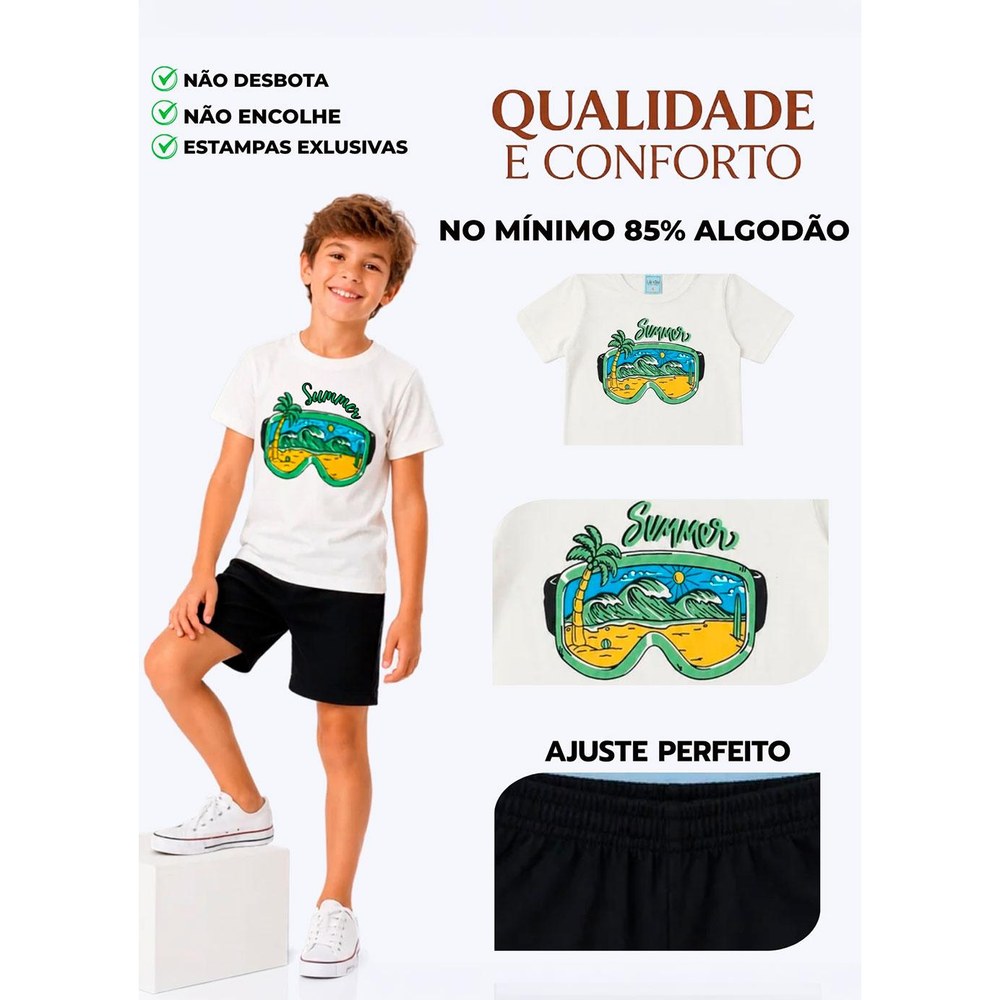 NÃO DESBOTA
NÃO ENCOLHE
ESTAMPAS EXLUSIVAS
QUALIDADE
E CONFORTO
NO MÍNIMO 85% ALGODÃO
Summer
Summer
Summer
AJUSTE PERFEITO